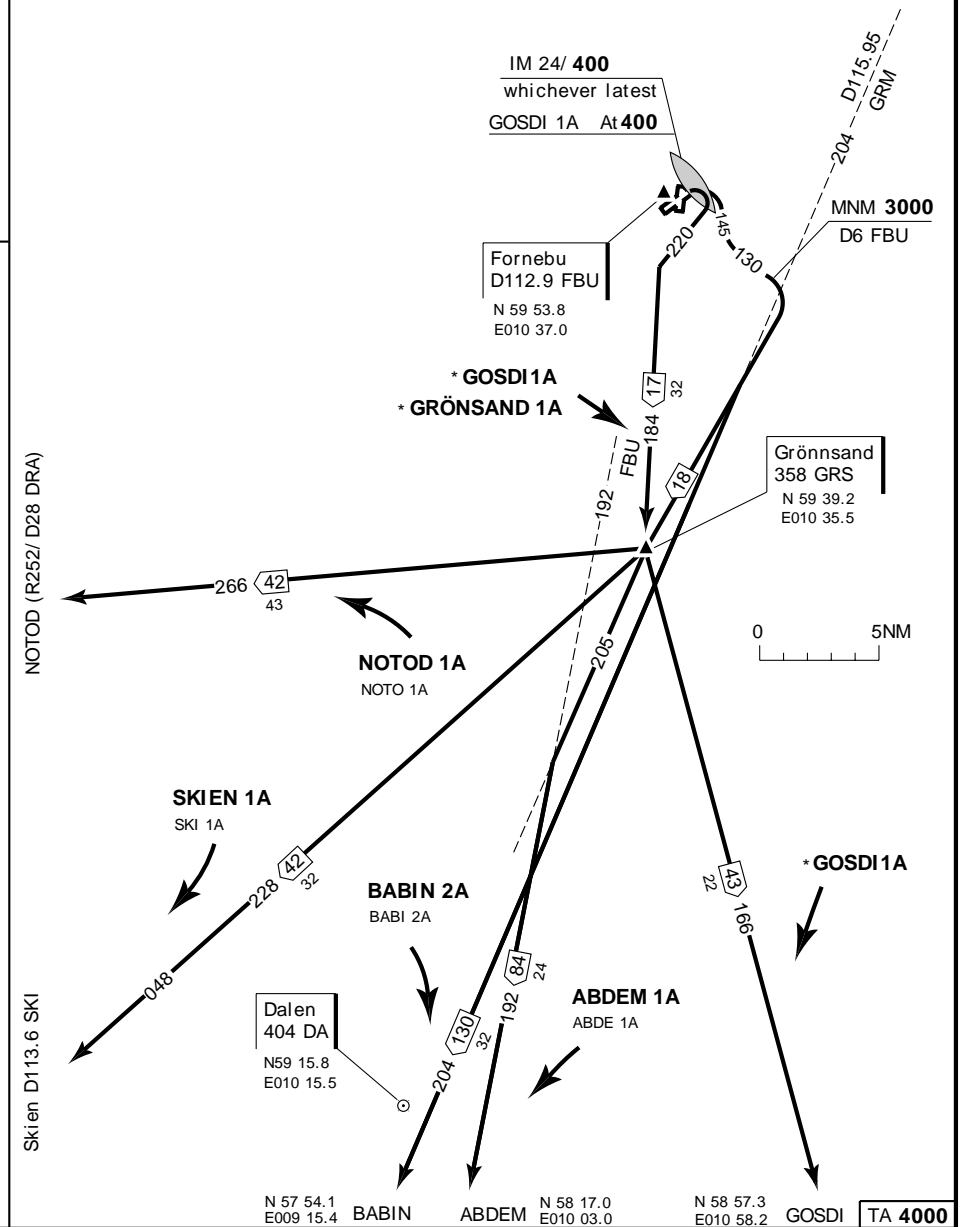 D115.95
GRM
204
IM 24/ 400
whichever latest
GOSDI 1A At 400
MNM 3000
D6 FBU
145
130
220
Fornebu
D112.9 FBU
N 59 53.8
E010 37.0
* GOSDI1A
* GRÖNSAND 1A
17
32
184
FBU
192
18
Grönnsand
358 GRS
N 59 39.2
E010 35.5
NOTOD (R252/ D28 DRA)
266
42
43
NOTOD 1A
NOTO 1A
205
0 5NM
SKIEN 1A
SKI 1A
42
32
228
048
BABIN 2A
BABI 2A
43
22
166
* GOSDI1A
84
24
192
ABDEM 1A
ABDE 1A
130
32
204
Dalen
404 DA
N59 15.8
E010 15.5
Skien D113.6 SKI
N 57 54.1
E009 15.4
BABIN
ABDEM
N 58 17.0
E010 03.0
N 58 57.3
E010 58.2
GOSDI
TA 4000